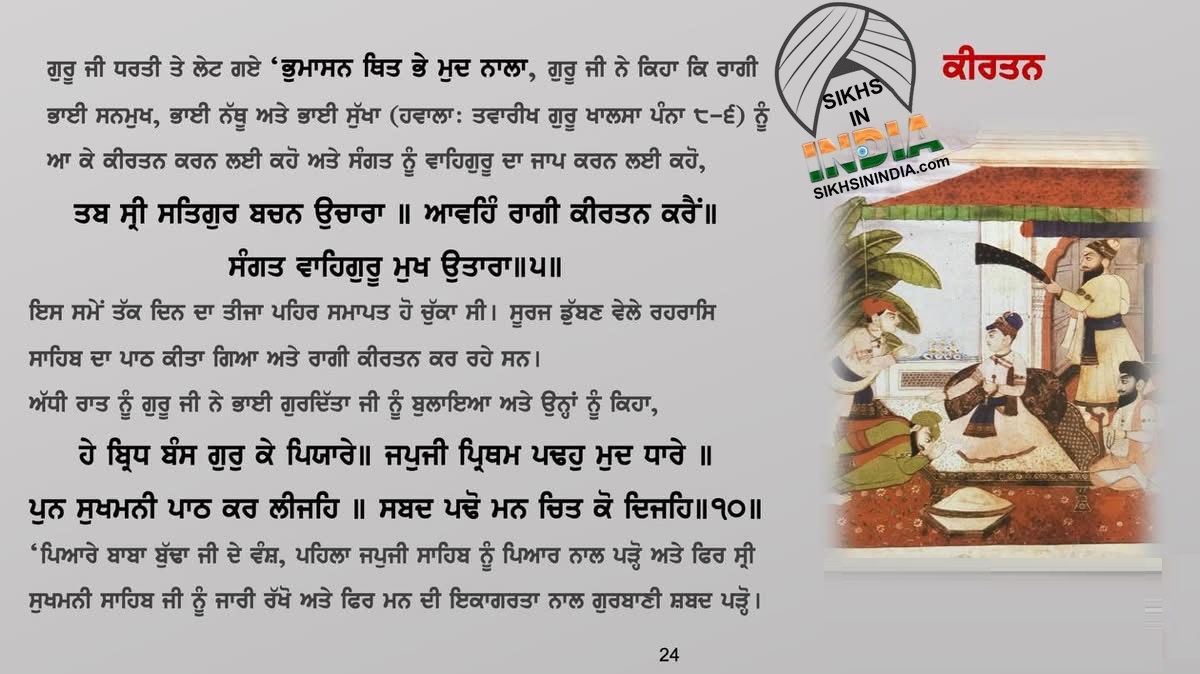 ਕੀਰਤਨ
ਗੁਰੂ ਜੀ ਧਰਤੀ ਤੇ ਲੇਟ ਗਏ ‘ਭੁਮਾਸਨ ਥਿਤ ਭੇ ਮੁਦ ਨਾਲਾ, ਗੁਰੂ ਜੀ ਨੇ ਕਿਹਾ ਕਿ ਰਾਗੀ
ਭਾਈ ਸਨਮੁਖ, ਭਾਈ ਨੱਥੂ ਅਤੇ ਭਾਈ ਸੁੱਖਾ (ਹਵਾਲਾ: ਤਵਾਰੀਖ ਗੁਰੂ ਖਾਲਸਾ ਪੰਨਾ ੮-੬) ਨੂੰ
ਆ ਕੇ ਕੀਰਤਨ ਕਰਨ ਲਈ ਕਹੋ ਅਤੇ ਸੰਗਤ ਨੂੰ ਵਾਹਿਗੁਰੂ ਦਾ ਜਾਪ ਕਰਨ ਲਈ ਕਹੋ,
ਤਬ ਸ੍ਰੀ ਸਤਿਗੁਰ ਬਚਨ ਉਚਾਰਾ ॥ ਆਵਹਿੰ ਰਾਗੀ ਕੀਰਤਨ ਕਰੈਂ॥
ਸੰਗਤ ਵਾਹਿਗੁਰੂ ਮੁਖ ਉਤਾਰਾ॥੫॥
ਇਸ ਸਮੇਂ ਤੱਕ ਦਿਨ ਦਾ ਤੀਜਾ ਪਹਿਰ ਸਮਾਪਤ ਹੋ ਚੁੱਕਾ ਸੀ। ਸੂਰਜ ਡੁੱਬਣ ਵੇਲੇ ਰਹਰਾਸਿ
ਸਾਹਿਬ ਦਾ ਪਾਠ ਕੀਤਾ ਗਿਆ ਅਤੇ ਰਾਗੀ ਕੀਰਤਨ ਕਰ ਰਹੇ ਸਨ।
ਅੱਧੀ ਰਾਤ ਨੂੰ ਗੁਰੂ ਜੀ ਨੇ ਭਾਈ ਗੁਰਦਿੱਤਾ ਜੀ ਨੂੰ ਬੁਲਾਇਆ ਅਤੇ ਉਨ੍ਹਾਂ ਨੂੰ ਕਿਹਾ,
ਹੇ ਬ੍ਰਿਧ ਬੰਸ ਗੁਰੁ ਕੇ ਪਿਯਾਰੇ॥ ਜਪੁਜੀ ਪ੍ਰਿਥਮ ਪਢਹੁ ਮੁਦ ਧਾਰੇ ॥
ਪੁਨ ਸੁਖਮਨੀ ਪਾਠ ਕਰ ਲੀਜਹਿ ॥ ਸਬਦ ਪਢੋ ਮਨ ਚਿਤ ਕੋ ਦਿਜਹਿ॥੧੦॥
‘ਪਿਆਰੇ ਬਾਬਾ ਬੁੱਢਾ ਜੀ ਦੇ ਵੰਸ਼, ਪਹਿਲਾ ਜਪੁਜੀ ਸਾਹਿਬ ਨੂੰ ਪਿਆਰ ਨਾਲ ਪੜ੍ਹੋ ਅਤੇ ਫਿਰ ਸ੍ਰੀ
ਸੁਖਮਨੀ ਸਾਹਿਬ ਜੀ ਨੂੰ ਜਾਰੀ ਰੱਖੋ ਅਤੇ ਫਿਰ ਮਨ ਦੀ ਇਕਾਗਰਤਾ ਨਾਲ ਗੁਰਬਾਣੀ ਸ਼ਬਦ ਪੜ੍ਹੋ।
SIKHS
IN
INDIA
SIKHSININDIA.com
24